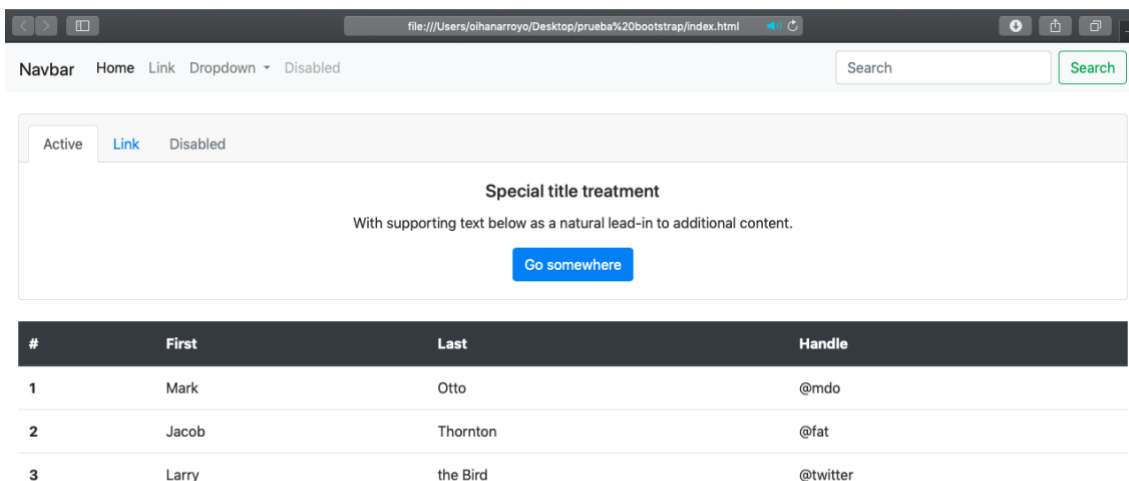 file:///Users/oihanarroyo/Desktop/prueba%20bootstrap/index.html
Navbar Home Link Dropdown Disabled Search Search
Active Link Disabled
Special title treatment
With supporting text below as a natural lead-in to additional content.
Go somewhere
# First Last Handle
1 Mark Otto @mdo
2 Jacob Thornton @fat
3 Larry the Bird @twitter